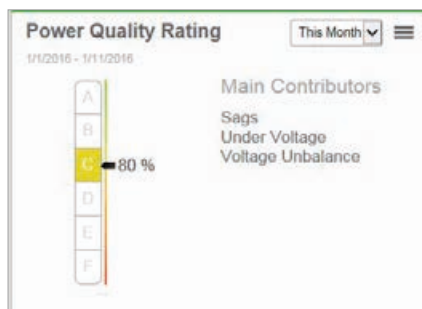 Power Quality Rating
This Month
1/1/2016 - 1/11/2016
Main Contributors
A
Sags
B
Under Voltage
C
80 %
Voltage Unbalance
D
E
F